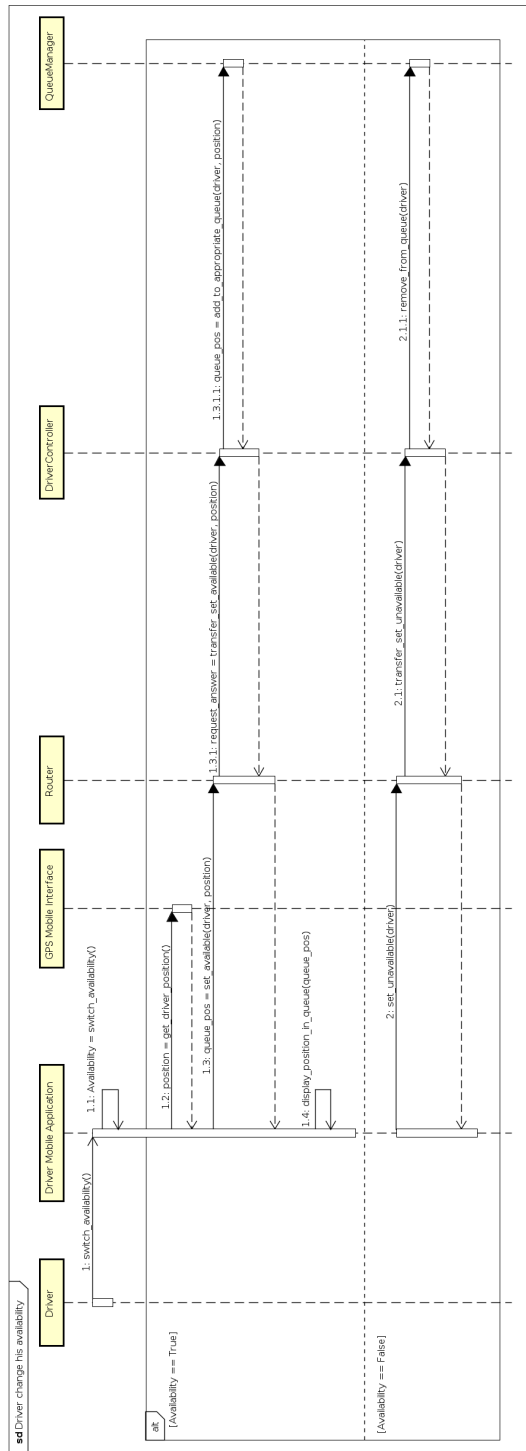 sd Driver change his availability
Driver
Driver Mobile Application
GPS Mobile Interface
Router
DriverController
QueueManager
1: switch_availability()
1.1: Availability = switch_availability()
alt
[Availability == True]
1.2: position = get_driver_position()
1.3: queue_pos = set_available(driver, position)
1.3.1: request_answer = transfer_set_available(driver, position)
1.3.1.1: queue_pos = add_to_appropriate_queue(driver, position)
1.4: display_position_in_queue(queue_pos)
[Availability == False]
2: set_unavailable(driver)
2.1: transfer_set_unavailable(driver)
2.1.1: remove_from_queue(driver)